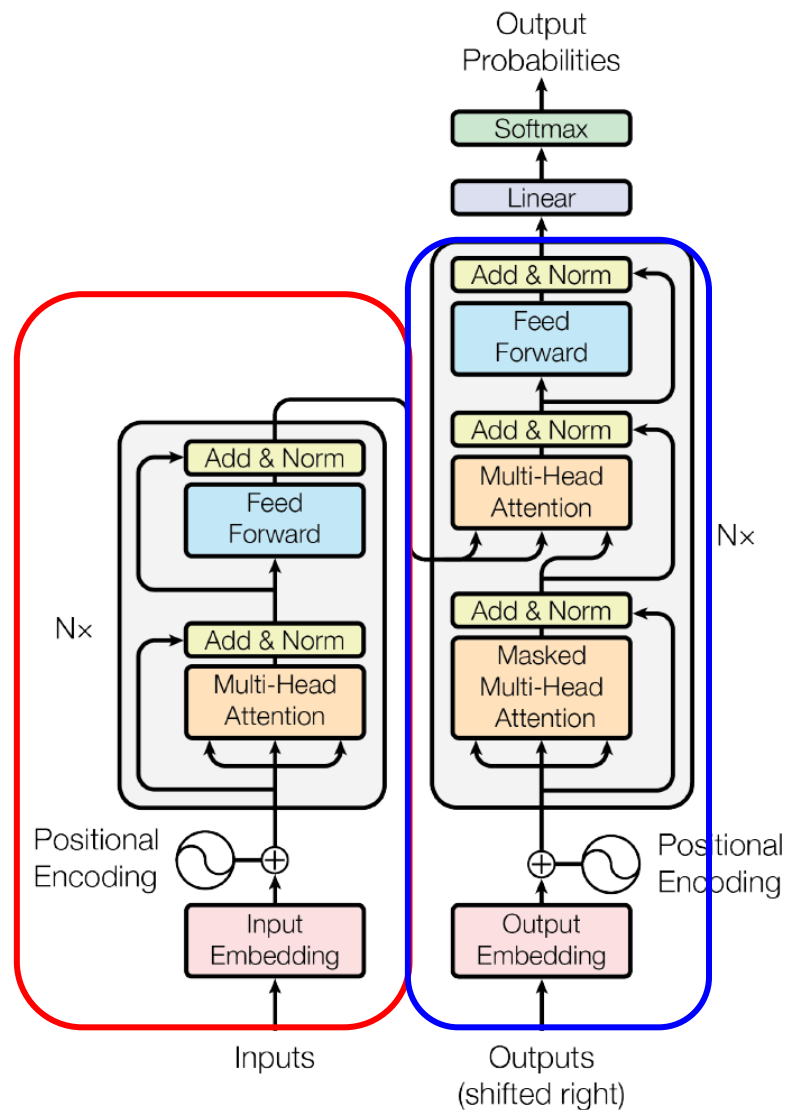 Output
Probabilities
Softmax
Linear
Add & Norm
Feed
Forward
Add & Norm
Multi-Head
Attention
Nx
Add & Norm
Masked
Multi-Head
Attention
Add & Norm
Feed
Forward
Nx
Add & Norm
Multi-Head
Attention
Positional
Encoding
Positional
Encoding
Input
Embedding
Output
Embedding
Inputs
Outputs
(shifted right)